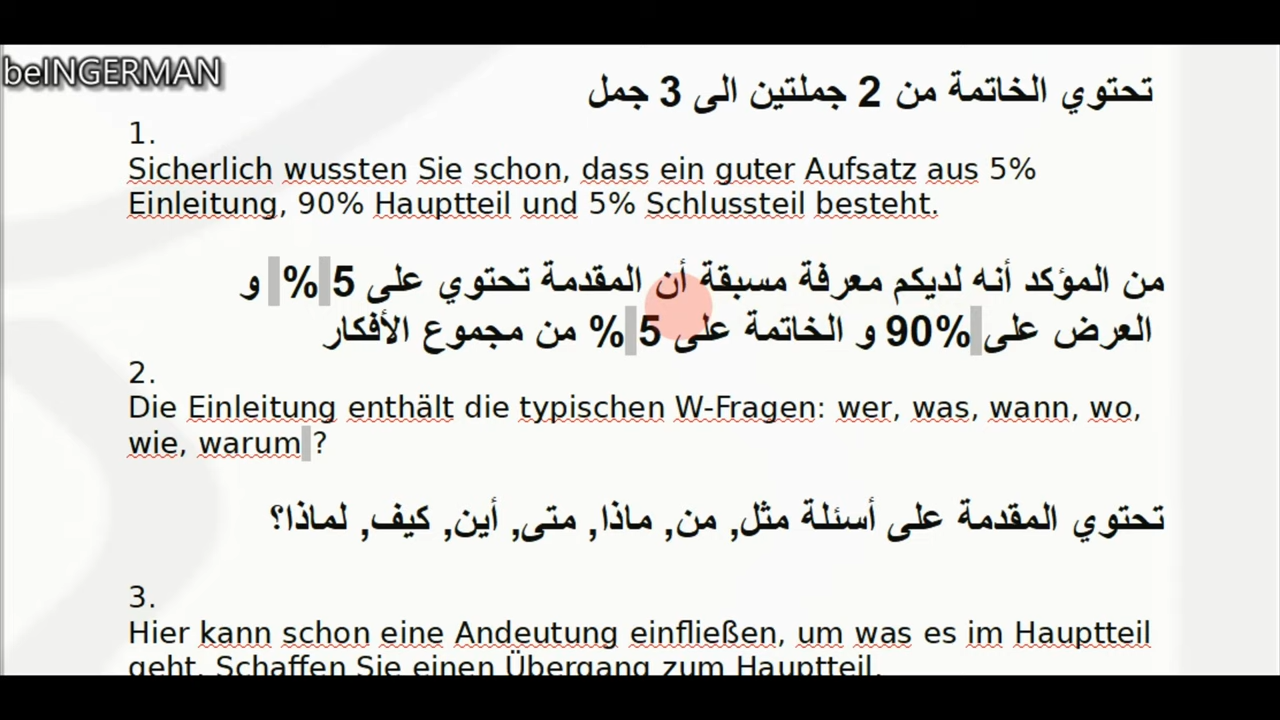 beINGERMAN
تحتوي الخاتمة من 2 جملتين الى 3 جمل
1.
Sicherlich wussten Sie schon, dass ein guter Aufsatz aus 5%
Einleitung, 90% Hauptteil und 5% Schlussteil besteht.
من المؤكد أنه لديكم معرفة مسبقة أن المقدمة تحتوي على 5 % و
العرض على 90% و الخاتمة على 5 % من مجموع الأفكار
2.
Die Einleitung enthält die typischen W-Fragen: wer, was, wann, wo,
wie, warum ?
تحتوي المقدمة على أسئلة مثل, من, ماذا, متى, أين, كيف, لماذا؟
3.
Hier kann schon eine Andeutung einfließen, um was es im Hauptteil
geht. Schaffen Sie einen Übergang zum Hauptteil.